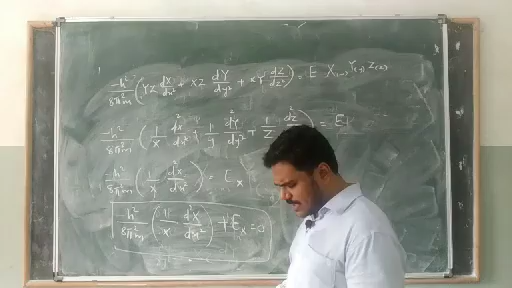 -h²/8π²m (YZ d²X/dx² + XZ d²Y/dy² + XY d²Z/dz²) = E X(x) Y(y) Z(z)
-h²/8π²m (1/X d²X/dx² + 1/Y d²Y/dy² + 1/Z d²Z/dz²) = E
-h²/8π²m (1/X d²X/dx²) = Ex
-h²/8π²m (1/X d²X/dx²) + Ex = 0